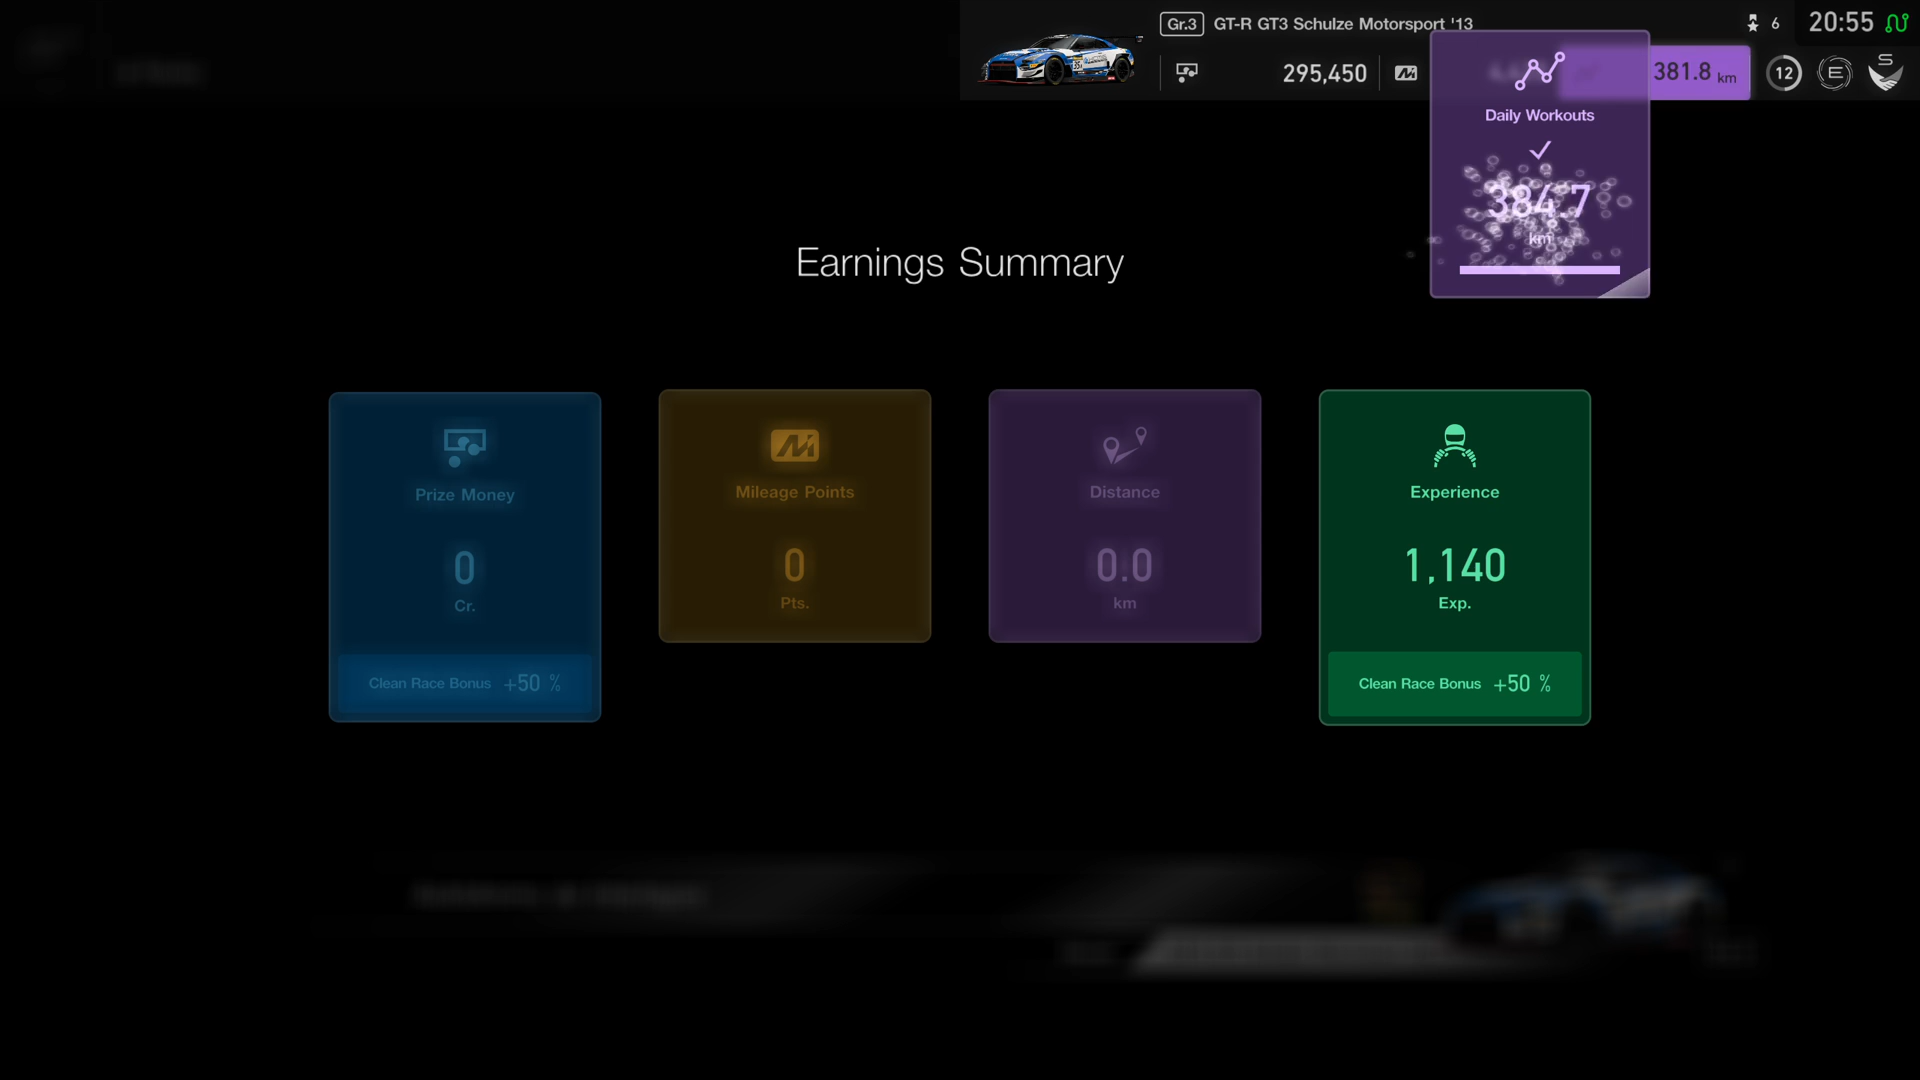 Gr.3 GT-R GT3 Schulze Motorsport '13
6
20:55
295,450
381.8 km
12
E
S
Daily Workouts
384.7
km
Earnings Summary
Prize Money
0
Cr.
Clean Race Bonus +50 %
Mileage Points
0
Pts.
Distance
0.0
km
Experience
1,140
Exp.
Clean Race Bonus +50 %